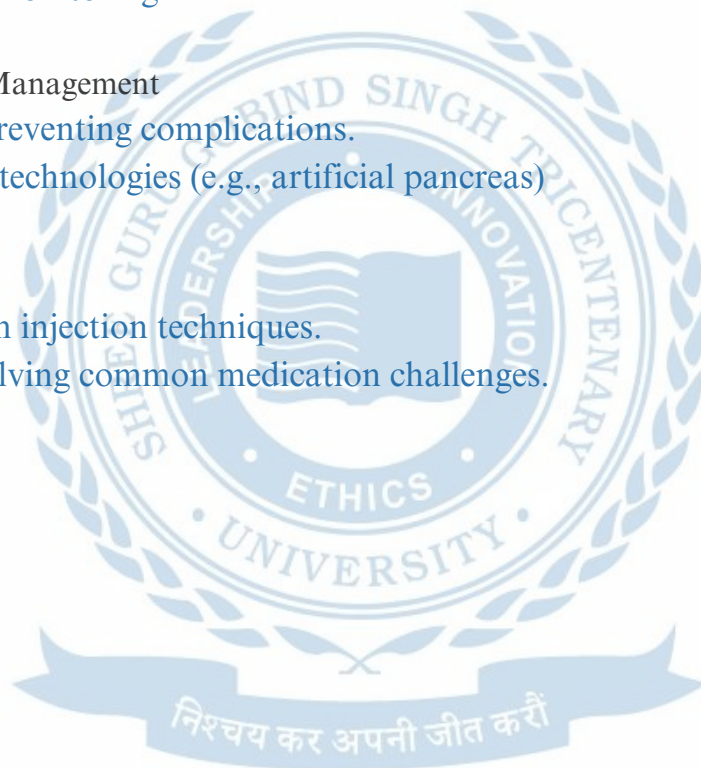 Management
reventing complications.
technologies (e.g., artificial pancreas)
n injection techniques.
lving common medication challenges.
SHREE GURU GOBIND SINGH TRICENTENARY
UNIVERSITY
LEADERSHIP
INNOVATION
ETHICS
निश्चय कर अपनी जीत करौं